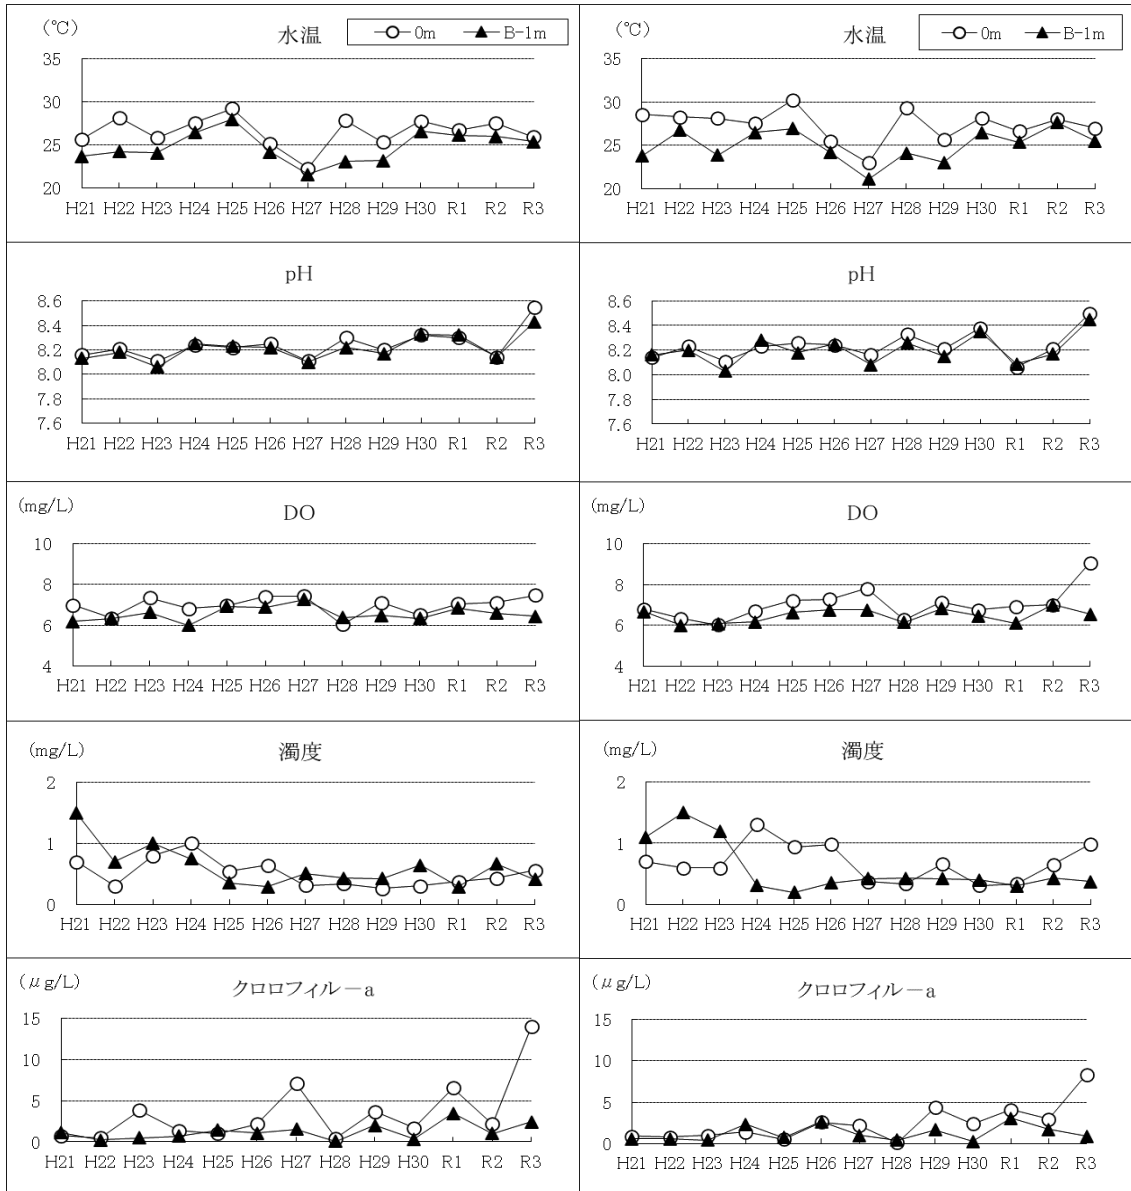 (℃) 水温 0m B-1m
35
30
25
20
H21 H22 H23 H24 H25 H26 H27 H28 H29 H30 R1 R2 R3
(℃) 水温 0m B-1m
35
30
25
20
H21 H22 H23 H24 H25 H26 H27 H28 H29 H30 R1 R2 R3
pH
8.6
8.4
8.2
8.0
7.8
7.6
H21 H22 H23 H24 H25 H26 H27 H28 H29 H30 R1 R2 R3
pH
8.6
8.4
8.2
8.0
7.8
7.6
H21 H22 H23 H24 H25 H26 H27 H28 H29 H30 R1 R2 R3
(mg/L) DO
10
8
6
4
H21 H22 H23 H24 H25 H26 H27 H28 H29 H30 R1 R2 R3
(mg/L) DO
10
8
6
4
H21 H22 H23 H24 H25 H26 H27 H28 H29 H30 R1 R2 R3
(mg/L) 濁度
2
1
0
H21 H22 H23 H24 H25 H26 H27 H28 H29 H30 R1 R2 R3
(mg/L) 濁度
2
1
0
H21 H22 H23 H24 H25 H26 H27 H28 H29 H30 R1 R2 R3
(μg/L) クロロフィル－a
15
10
5
0
H21 H22 H23 H24 H25 H26 H27 H28 H29 H30 R1 R2 R3
(μg/L) クロロフィル－a
15
10
5
0
H21 H22 H23 H24 H25 H26 H27 H28 H29 H30 R1 R2 R3